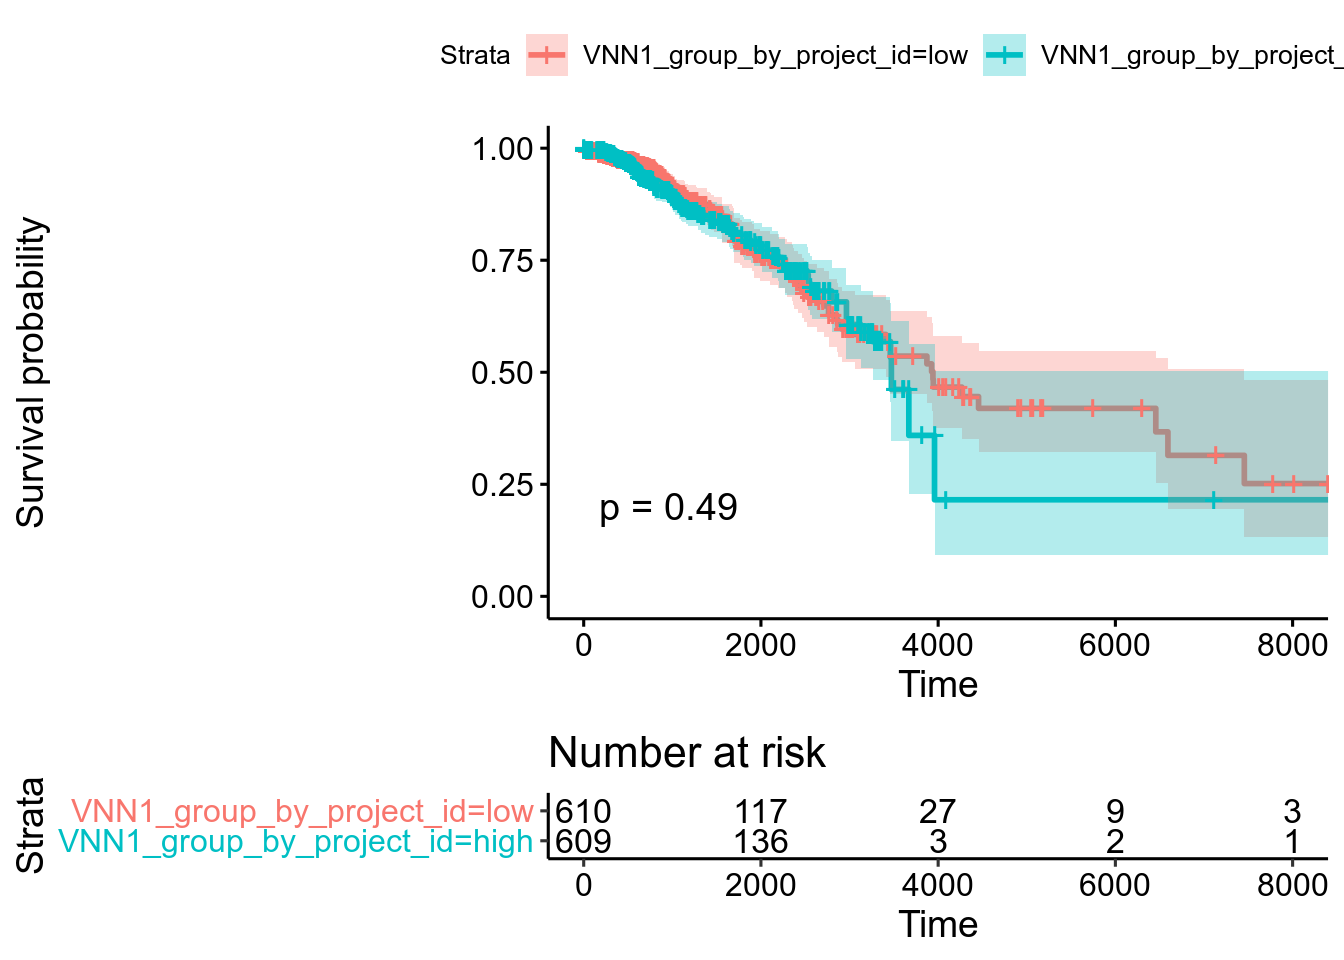 Strata VNN1_group_by_project_id=low VNN1_group_by_project_
Survival probability
1.00
0.75
0.50
0.25
0.00
p = 0.49
0 2000 4000 6000 8000
Time
Number at risk
Strata
VNN1_group_by_project_id=low 610 117 27 9 3
VNN1_group_by_project_id=high 609 136 3 2 1
0 2000 4000 6000 8000
Time